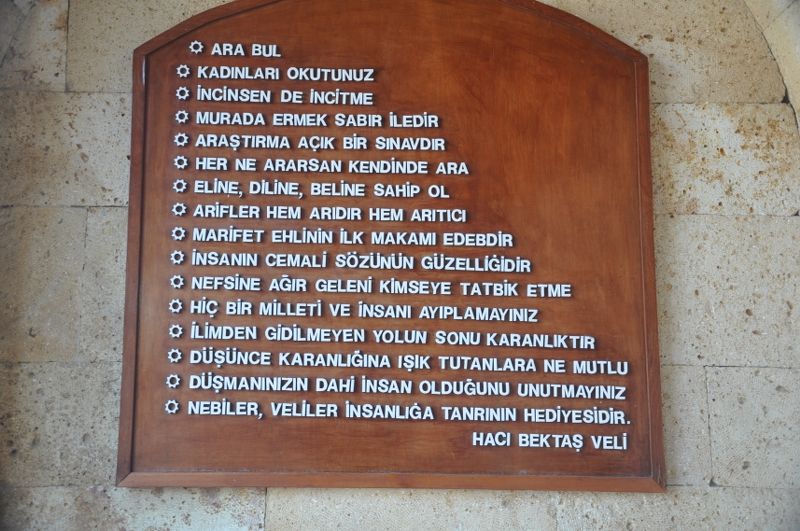 ARA BUL
KADINLARI OKUTUNUZ
İNCİNSEN DE İNCİTME
MURADA ERMEK SABIR İLEDİR
ARAŞTIRMA AÇIK BİR SINAVDIR
HER NE ARARSAN KENDİNDE ARA
ELİNE, DİLİNE, BELİNE SAHİP OL
ARİFLER HEM ARIDIR HEM ARITICI
MARİFET EHLİNİN İLK MAKAMI EDEBDİR
İNSANIN CEMALİ SÖZÜNÜN GÜZELLİĞİDİR
NEFSİNE AĞIR GELENİ KİMSEYE TATBİK ETME
HİÇ BİR MİLLETİ VE İNSANI AYIPLAMAYINIZ
İLİMDEN GİDİLMEYEN YOLUN SONU KARANLIKTIR
DÜŞÜNCE KARANLIĞINA IŞIK TUTANLARA NE MUTLU
DÜŞMANINIZIN DAHİ İNSAN OLDUĞUNU UNUTMAYINIZ
NEBİLER, VELİLER İNSANLIĞA TANRININ HEDİYESİDİR.
HACI BEKTAŞ VELİ